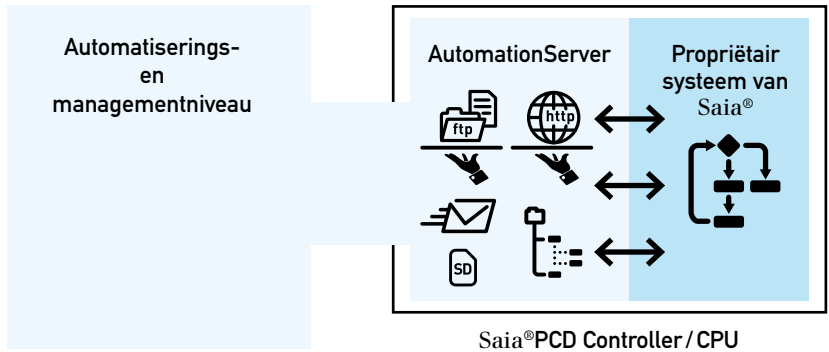 Automatiserings-
en
managementniveau
AutomationServer
ftp
http
SD
Propriëtair
systeem van
Saia®
Saia®PCD Controller / CPU